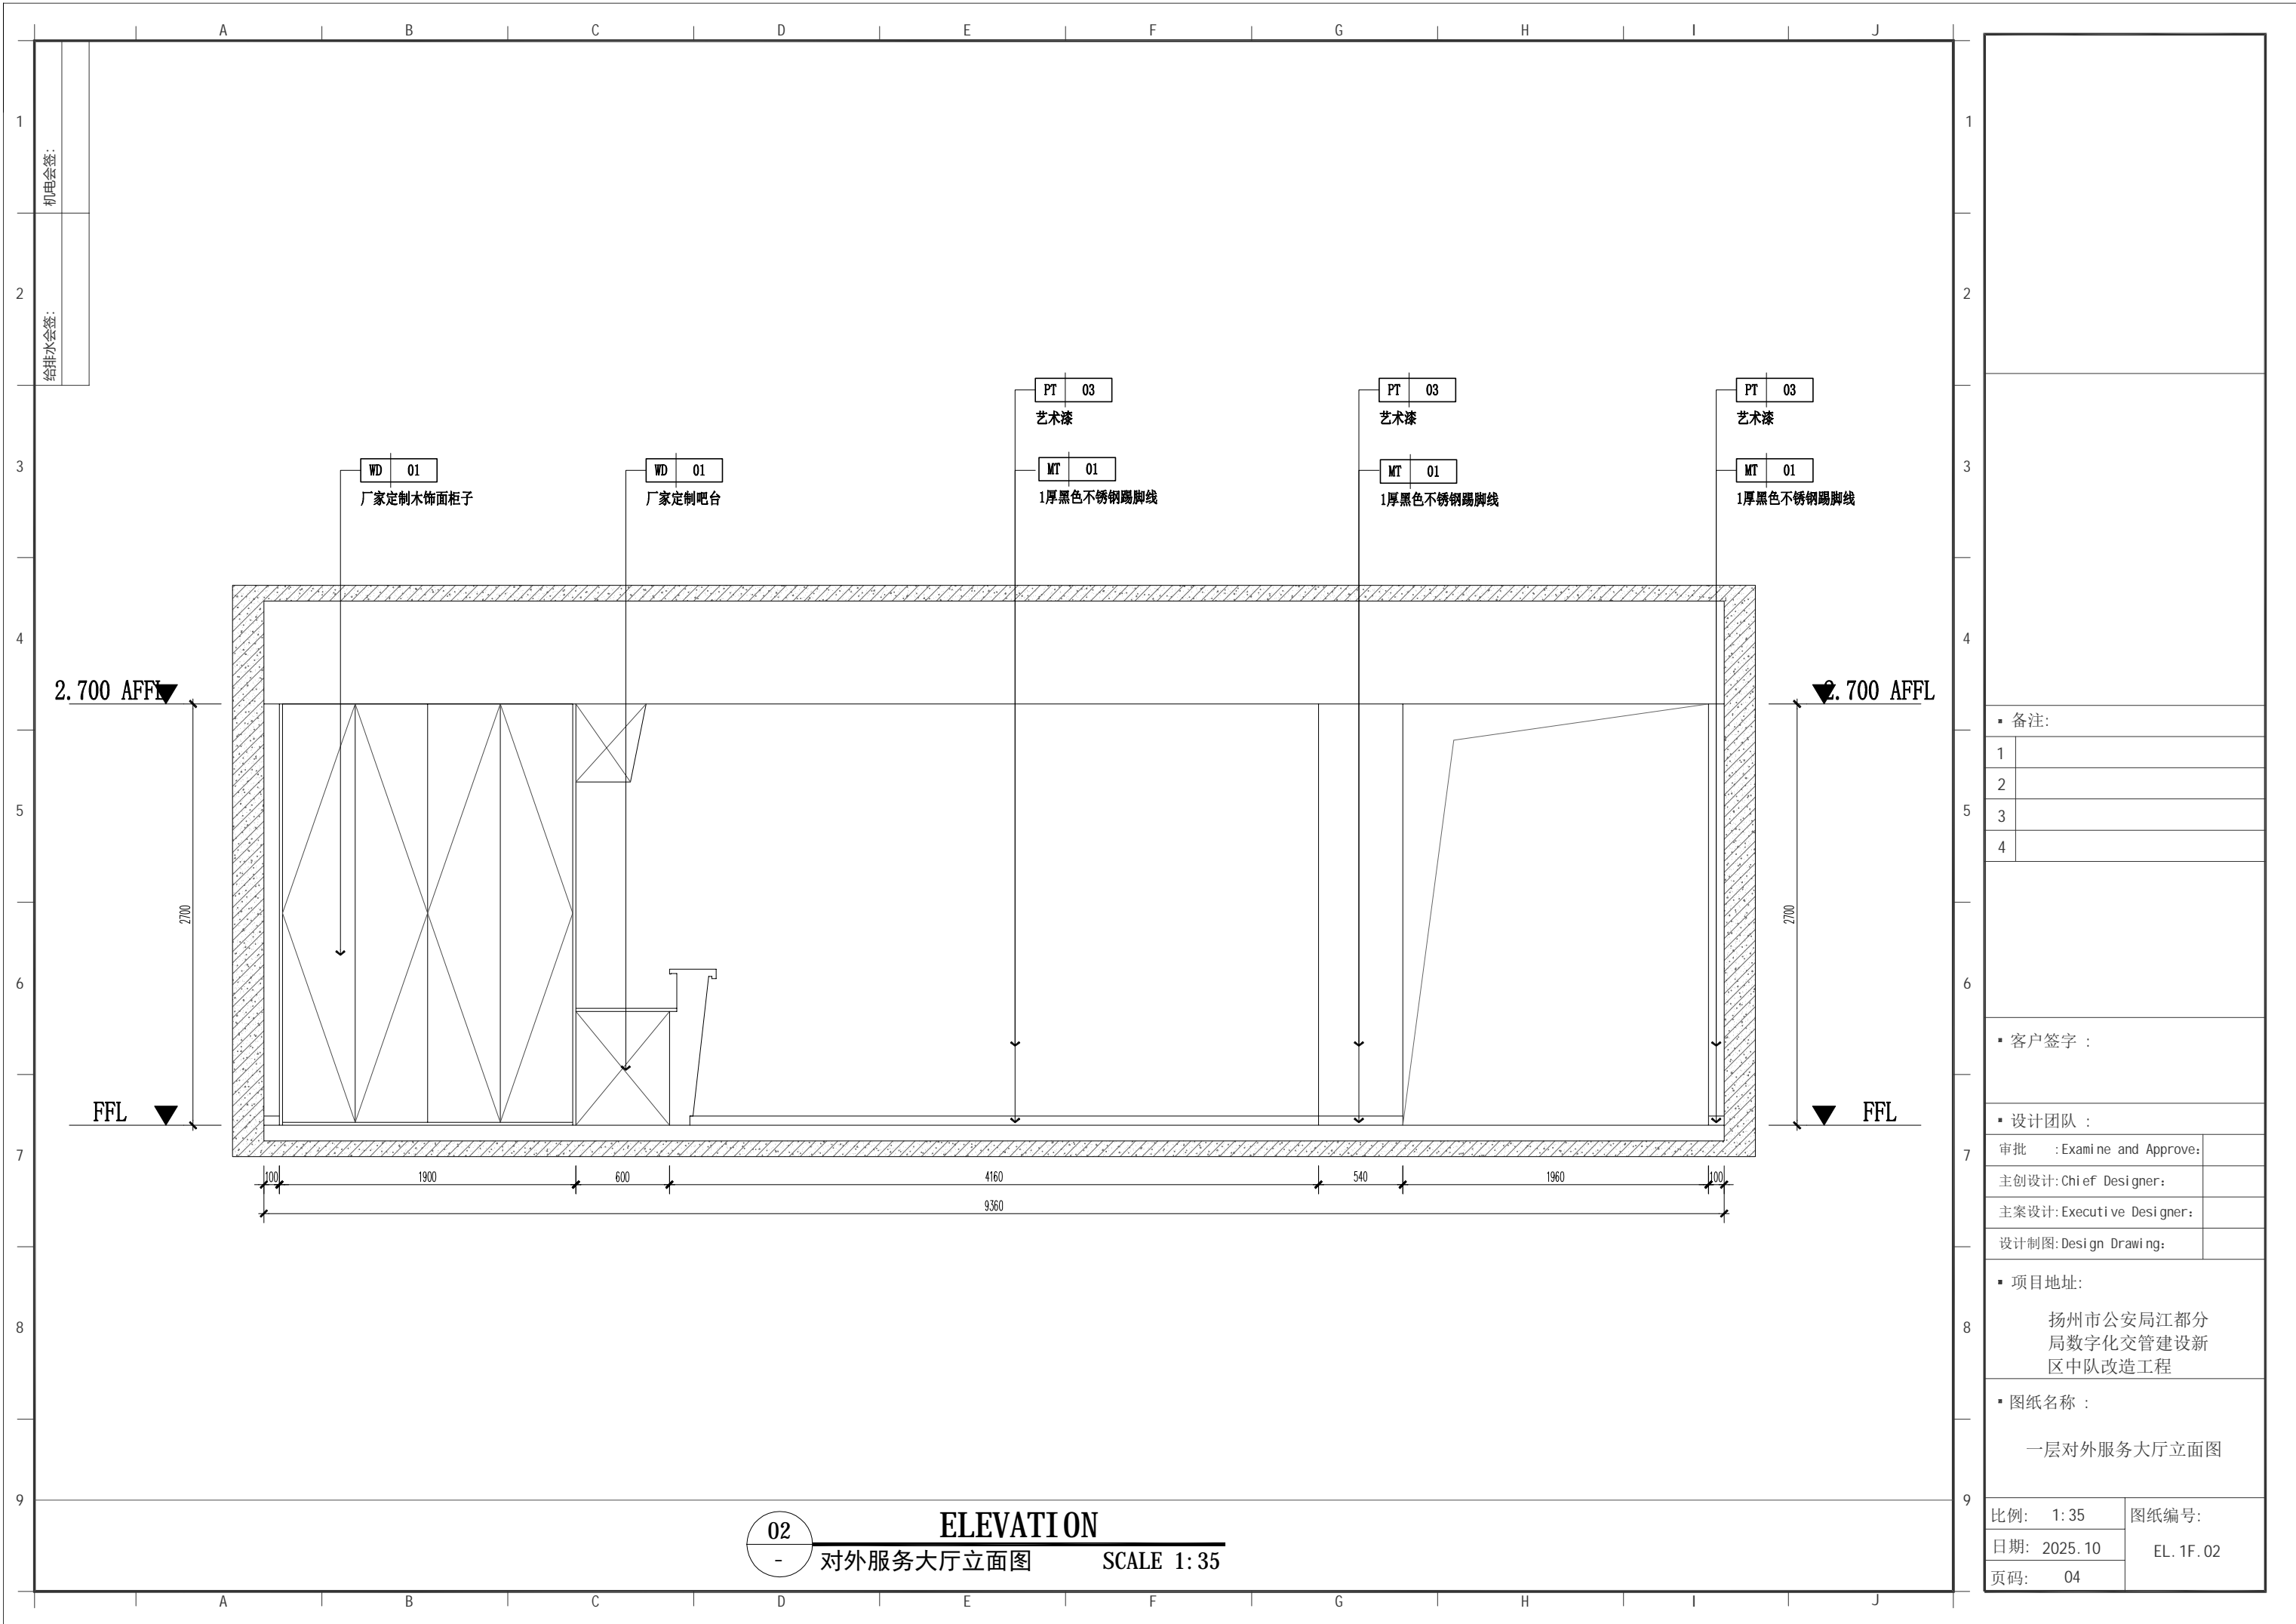 A B C D E F G H I J
1
2
3
4
5
6
7
8
9
机电会签:
给排水会签:
PT 03
艺术漆
PT 03
艺术漆
PT 03
艺术漆
WD 01
厂家定制木饰面柜子
WD 01
厂家定制吧台
MT 01
1厚黑色不锈钢踢脚线
MT 01
1厚黑色不锈钢踢脚线
MT 01
1厚黑色不锈钢踢脚线
2.700 AFFL
2.700 AFFL
2700
2700
FFL
FFL
100 1900 600 4160 540 1960 100
9360
02
-
ELEVATION
对外服务大厅立面图 SCALE 1:35
A B C D E F G H I J
1
2
3
4
5
6
7
8
9
▪ 备注:
1
2
3
4
▪ 客户签字 :
▪ 设计团队 :
审批 :Examine and Approve:
主创设计:Chief Designer:
主案设计:Executive Designer:
设计制图:Design Drawing:
▪ 项目地址:
扬州市公安局江都分
局数字化交管建设新
区中队改造工程
▪ 图纸名称 :
一层对外服务大厅立面图
比例: 1:35
图纸编号:
日期: 2025.10
EL.1F.02
页码: 04